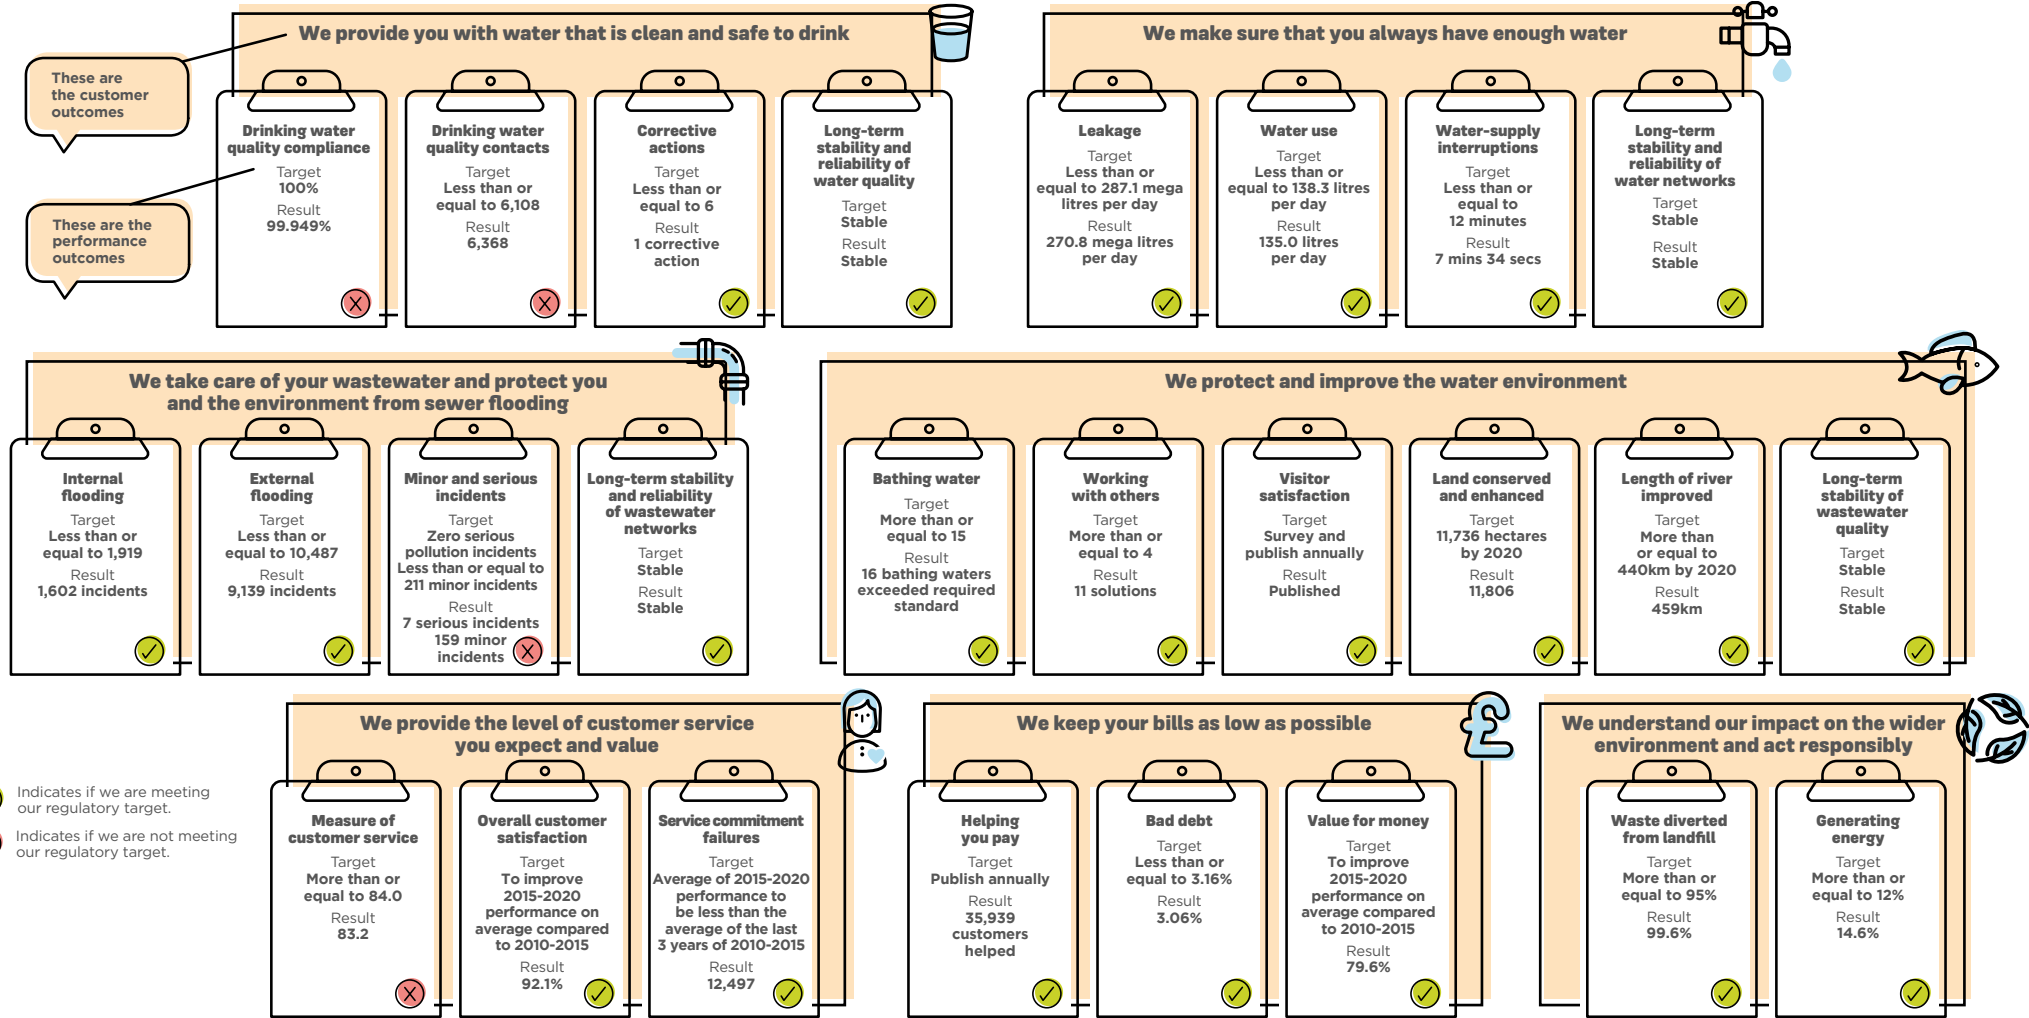 These are
the customer
outcomes
These are the
performance
outcomes
We provide you with water that is clean and safe to drink
Drinking water
quality compliance
Target
100%
Result
99.949%
Drinking water
quality contacts
Target
Less than or
equal to 6,108
Result
6,368
Corrective
actions
Target
Less than or
equal to 6
Result
1 corrective
action
Long-term
stability and
reliability of
water quality
Target
Stable
Result
Stable
We make sure that you always have enough water
Leakage
Target
Less than or
equal to 287.1 mega
litres per day
Result
270.8 mega litres
per day
Water use
Target
Less than or
equal to 138.3 litres
per day
Result
135.0 litres
per day
Water-supply
interruptions
Target
Less than or
equal to
12 minutes
Result
7 mins 34 secs
Long-term
stability and
reliability of
water networks
Target
Stable
Result
Stable
We take care of your wastewater and protect you
and the environment from sewer flooding
Internal
flooding
Target
Less than or
equal to 1,919
Result
1,602 incidents
External
flooding
Target
Less than or
equal to 10,487
Result
9,139 incidents
Minor and serious
incidents
Target
Zero serious
pollution incidents
Less than or equal to
211 minor incidents
Result
7 serious incidents
159 minor
incidents
Long-term stability
and reliability
of wastewater
networks
Target
Stable
Result
Stable
We protect and improve the water environment
Bathing water
Target
More than or
equal to 15
Result
16 bathing waters
exceeded required
standard
Working
with others
Target
More than or
equal to 4
Result
11 solutions
Visitor
satisfaction
Target
Survey and
publish annually
Result
Published
Land conserved
and enhanced
Target
11,736 hectares
by 2020
Result
11,806
Length of river
improved
Target
More than
or equal to
440km by 2020
Result
459km
Long-term
stability of
wastewater
quality
Target
Stable
Result
Stable
Indicates if we are meeting
our regulatory target.
Indicates if we are not meeting
our regulatory target.
We provide the level of customer service
you expect and value
Measure of
customer service
Target
More than or
equal to 84.0
Result
83.2
Overall customer
satisfaction
Target
To improve
2015-2020
performance on
average compared
to 2010-2015
Result
92.1%
Service commitment
failures
Target
Average of 2015-2020
performance to
be less than the
average of the last
3 years of 2010-2015
Result
12,497
We keep your bills as low as possible
Helping
you pay
Target
Publish annually
Result
35,939
customers
helped
Bad debt
Target
Less than or
equal to 3.16%
Result
3.06%
Value for money
Target
To improve
2015-2020
performance on
average compared
to 2010-2015
Result
79.6%
We understand our impact on the wider
environment and act responsibly
Waste diverted
from landfill
Target
More than or
equal to 95%
Result
99.6%
Generating
energy
Target
More than or
equal to 12%
Result
14.6%